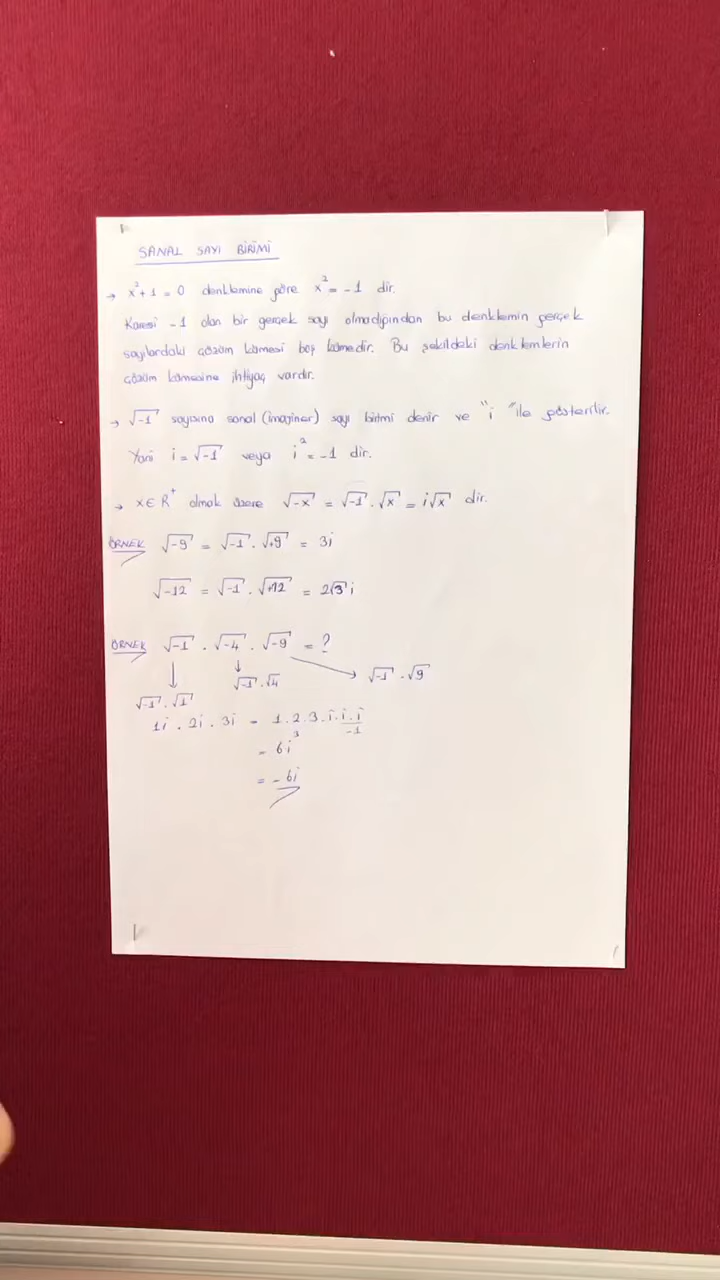 SANAL SAYI BİRİMİ
→ x²+1=0 denklemine göre x²=-1 dir.
Karesi -1 olan bir gerçek sayı olmadığından bu denklemin gerçek
sayılardaki çözüm kümesi boş kümedir. Bu şekildeki denklemlerin
çözüm kümesine ihtiyaç vardır.
→ √-1 sayısına sanal (imajiner) sayı birimi denir ve "i" ile gösterilir.
Yani i = √-1 veya i² = -1 dir.
→ x∈R⁺ olmak üzere √-x = √-1 . √x = i√x dir.
ÖRNEK √-9 = √-1 . √+9 = 3i
√-12 = √-1 . √+12 = 2√3 i
ÖRNEK √-1 . √-4 . √-9 = ?
↓ ↓ → √-1 . √9
√-1 . √4
√-1 . √1
1i . 2i . 3i = 1.2.3.i.i.i
-1
= 6i³
= -6i